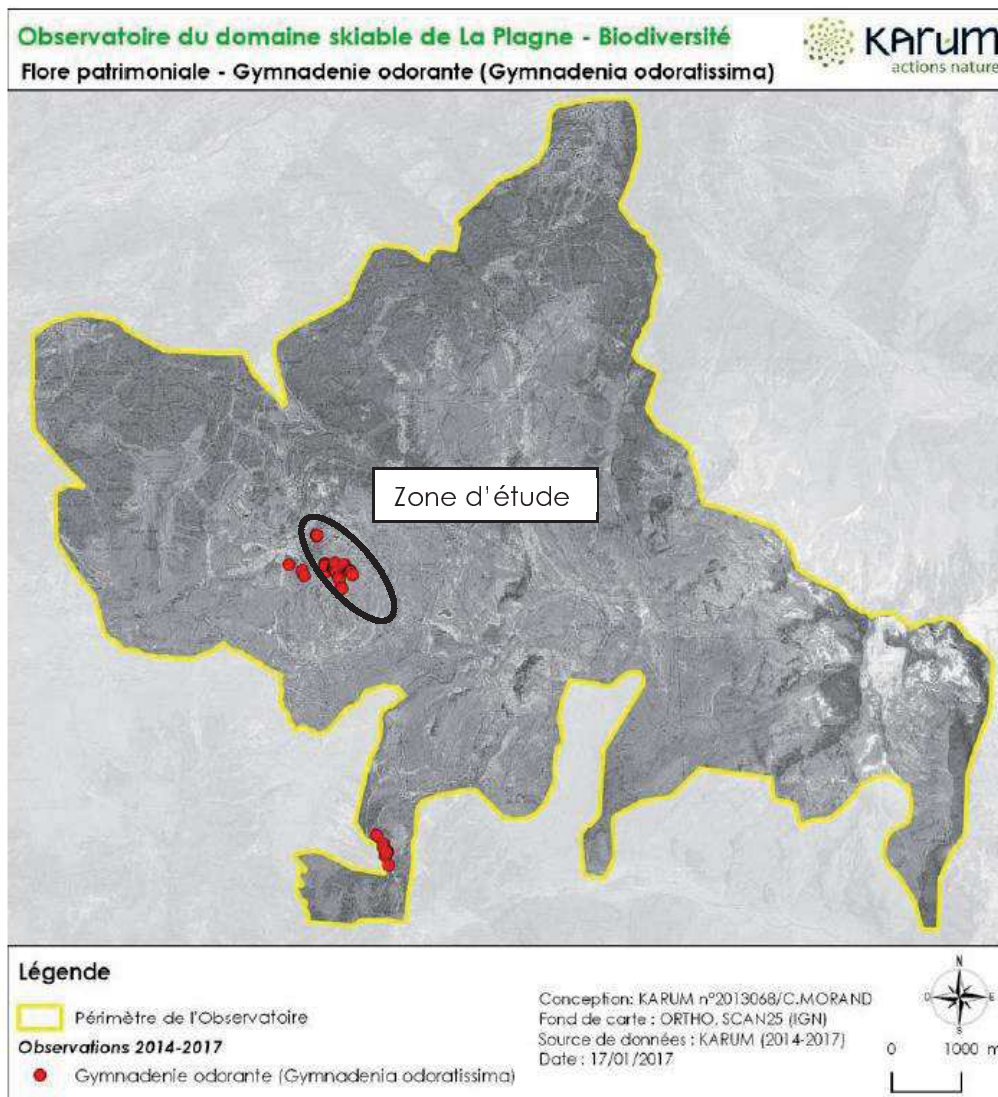 Observatoire du domaine skiable de La Plagne - Biodiversité
Flore patrimoniale - Gymnadenie odorante (Gymnadenia odoratissima)
KARUM
actions nature
Zone d'étude
Légende
Périmètre de l'Observatoire
Observations 2014-2017
Gymnadenie odorante (Gymnadenia odoratissima)
Conception: KARUM n°2013068/C.MORAND
Fond de carte : ORTHO, SCAN25 (IGN)
Source de données : KARUM (2014-2017)
Date : 17/01/2017
N
O
E
S
0 1000 m